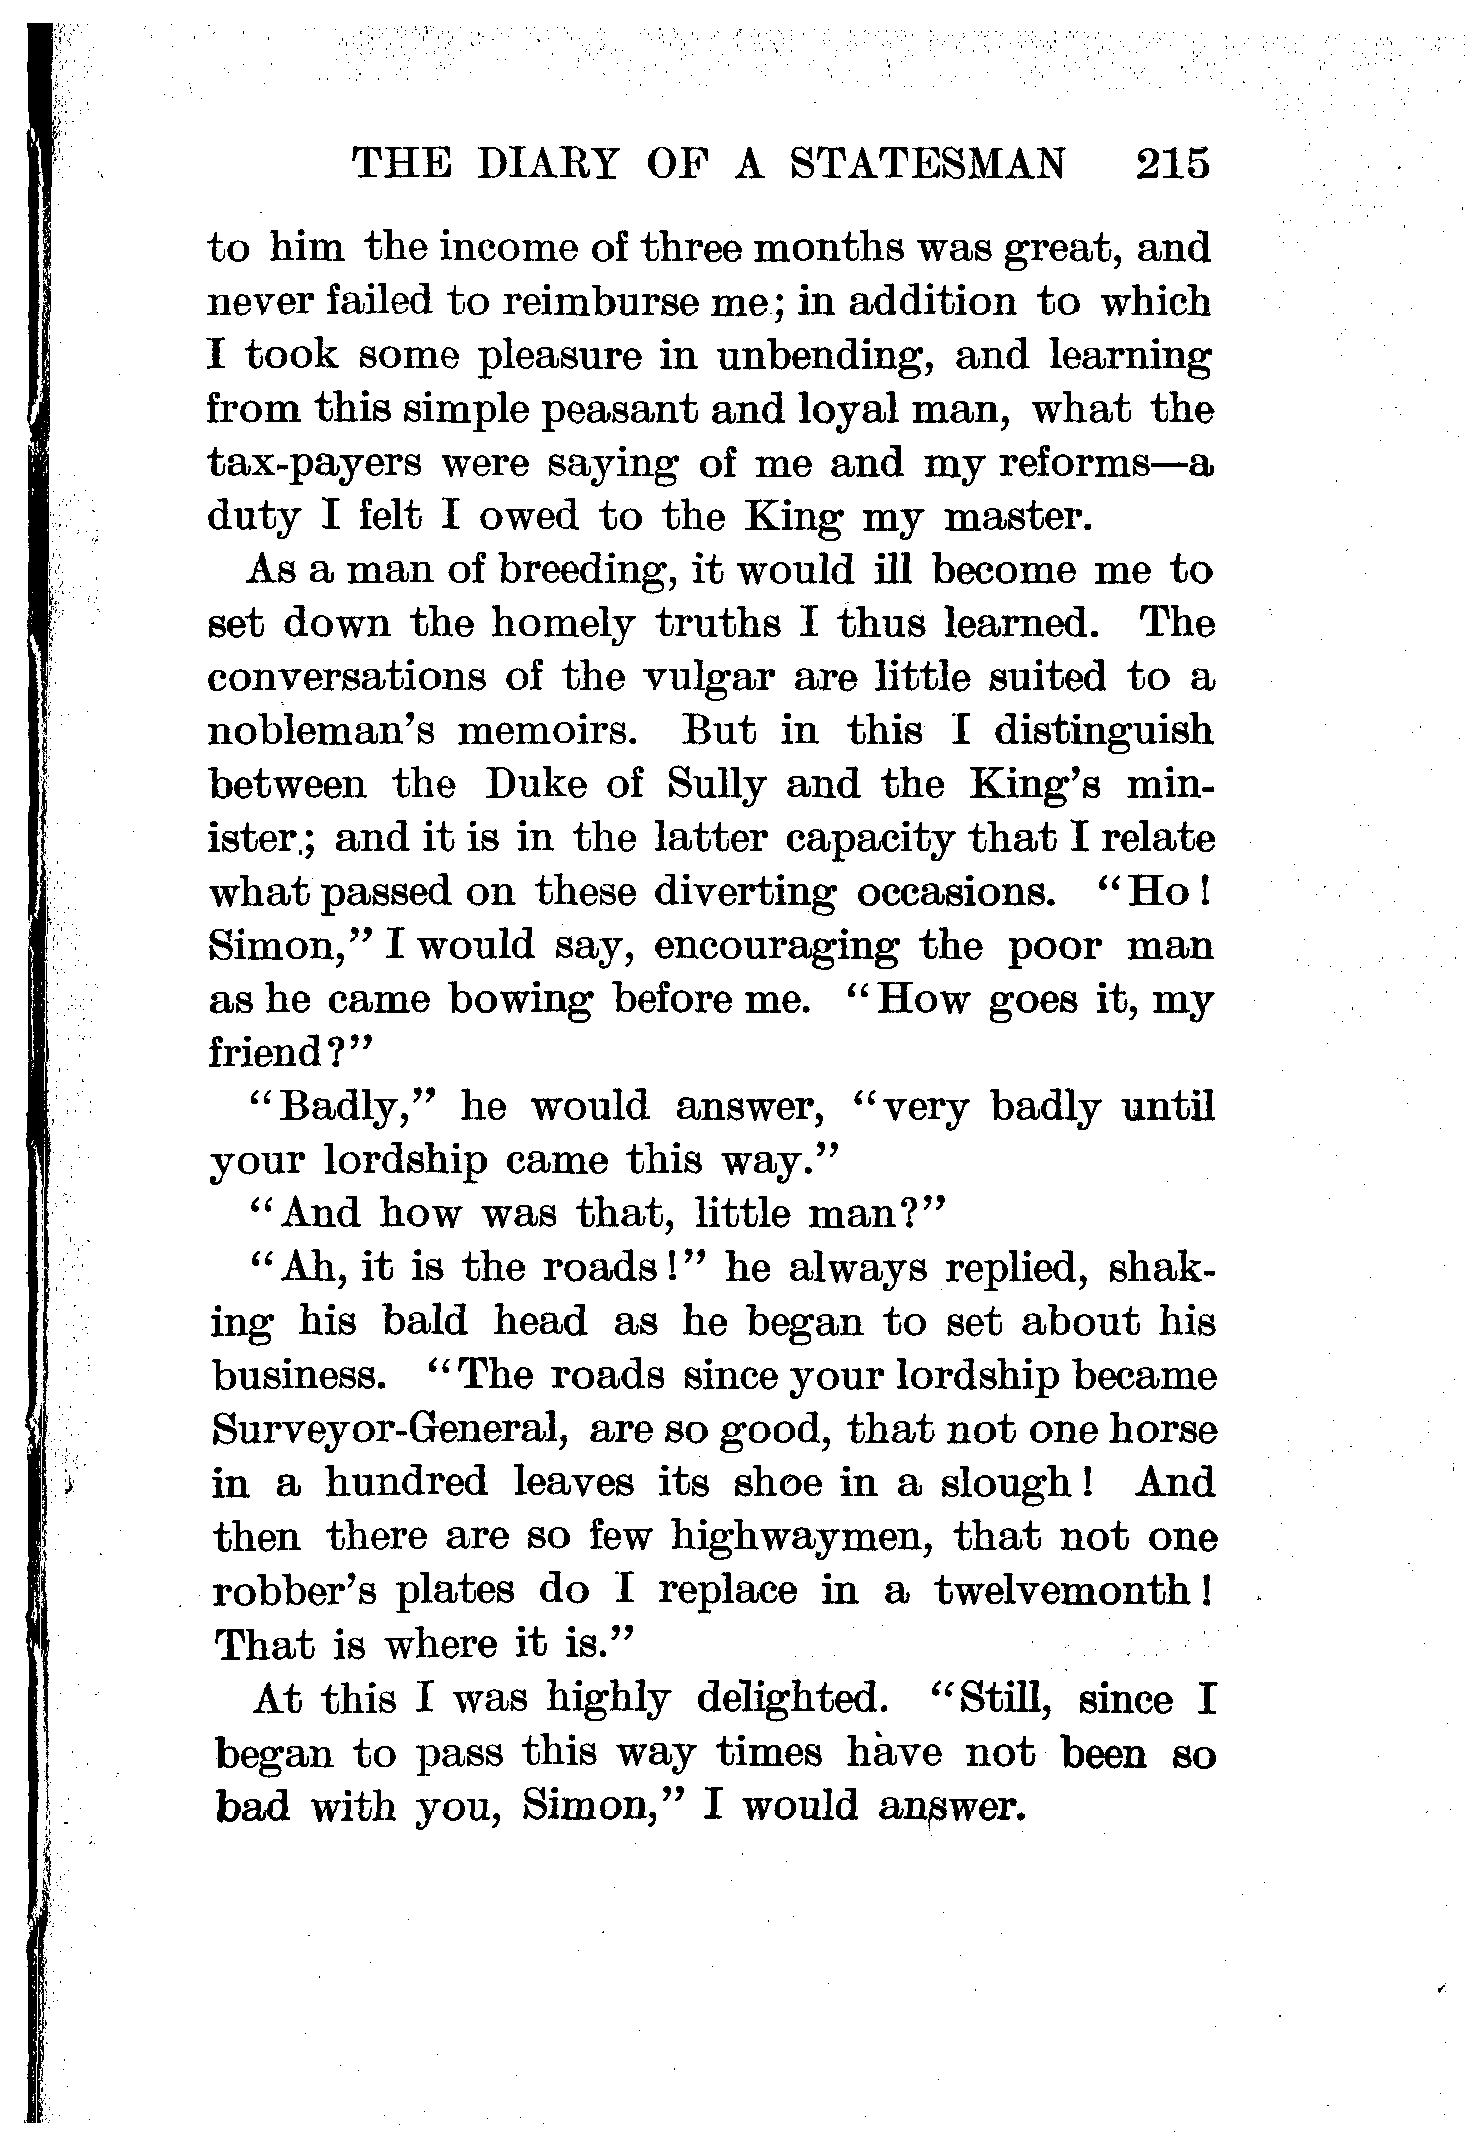 THE DIARY OF A STATESMAN 215
to him the income of three months was great, and
never failed to reimburse me; in addition to which
I took some pleasure in unbending, and learning
from this simple peasant and loyal man, what the
tax-payers were saying of me and my reforms—a
duty I felt I owed to the King my master.
As a man of breeding, it would ill become me to
set down the homely truths I thus learned. The
conversations of the vulgar are little suited to a
nobleman's memoirs. But in this I distinguish
between the Duke of Sully and the King's min-
ister; and it is in the latter capacity that I relate
what passed on these diverting occasions. "Ho!
Simon," I would say, encouraging the poor man
as he came bowing before me. "How goes it, my
friend?"
"Badly," he would answer, "very badly until
your lordship came this way."
"And how was that, little man?"
"Ah, it is the roads!" he always replied, shak-
ing his bald head as he began to set about his
business. "The roads since your lordship became
Surveyor-General, are so good, that not one horse
in a hundred leaves its shoe in a slough! And
then there are so few highwaymen, that not one
robber's plates do I replace in a twelvemonth!
That is where it is."
At this I was highly delighted. "Still, since I
began to pass this way times have not been so
bad with you, Simon," I would answer.